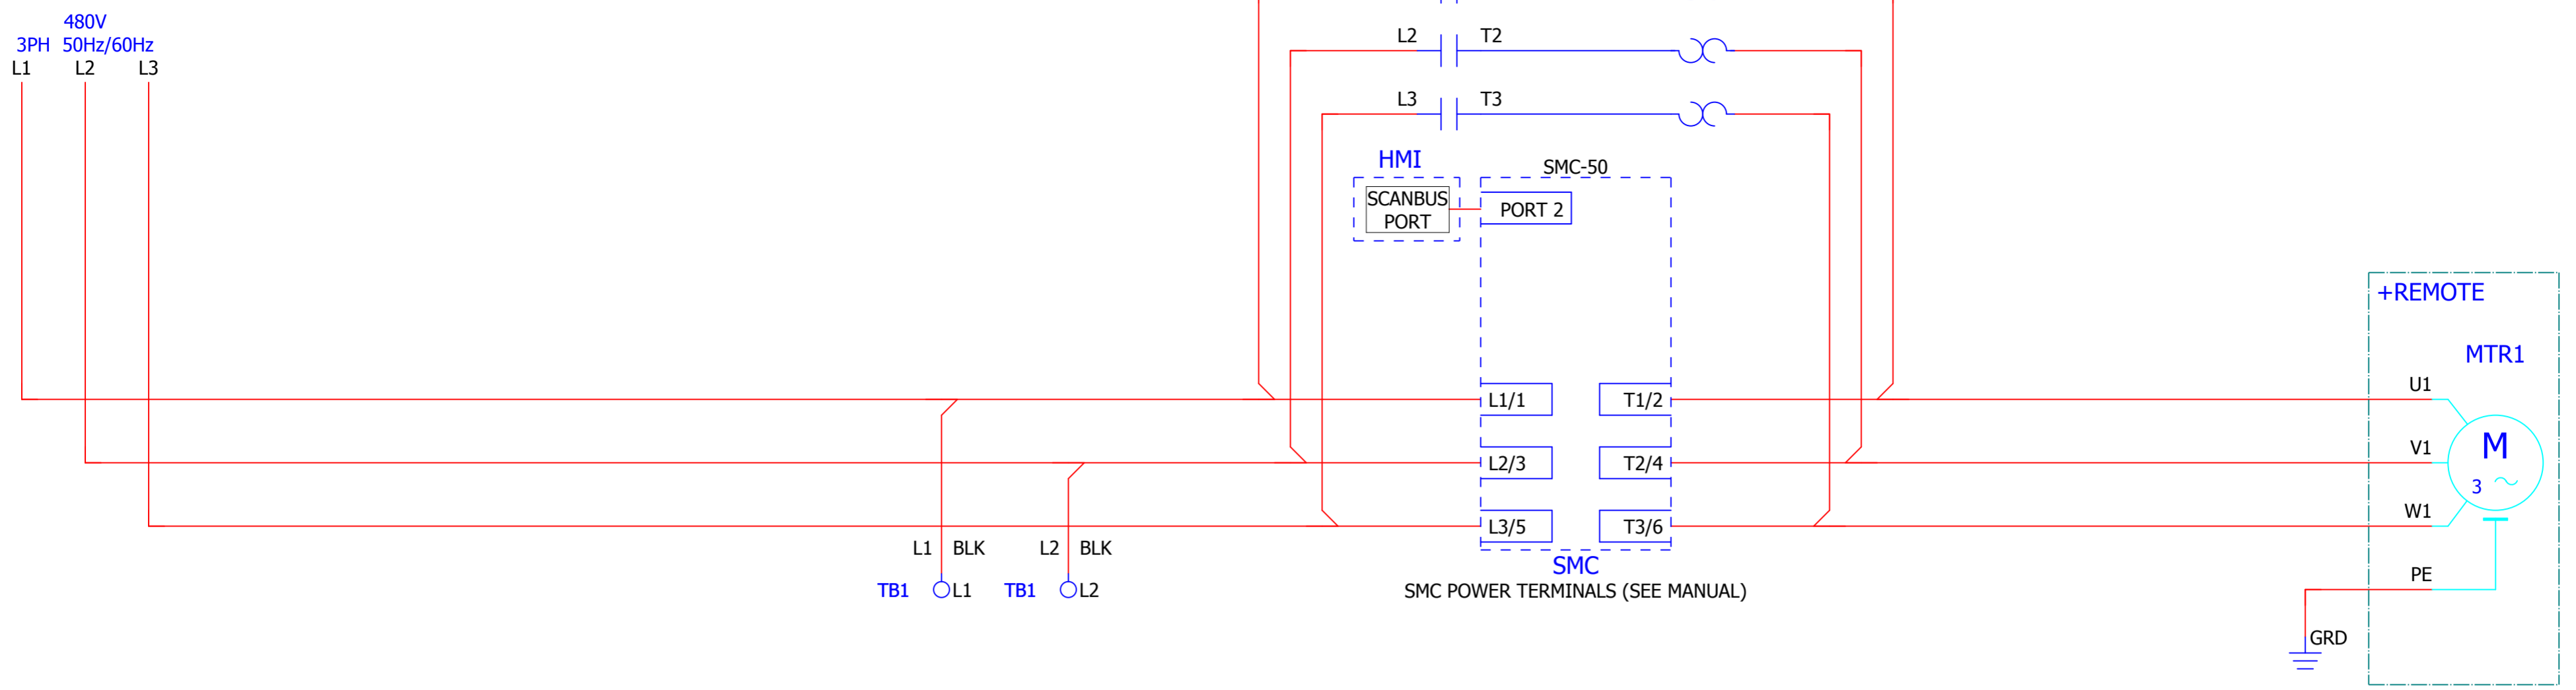 480V
3PH 50Hz/60Hz
L1 L2 L3
L2 T2
L3 T3
HMI
SMC-50
SCANBUS
PORT
PORT 2
+REMOTE
MTR1
U1
L1/1 T1/2
V1
M
3
L2/3 T2/4
W1
L3/5 T3/6
L1 BLK L2 BLK
SMC
PE
TB1 L1 TB1 L2
SMC POWER TERMINALS (SEE MANUAL)
GRD